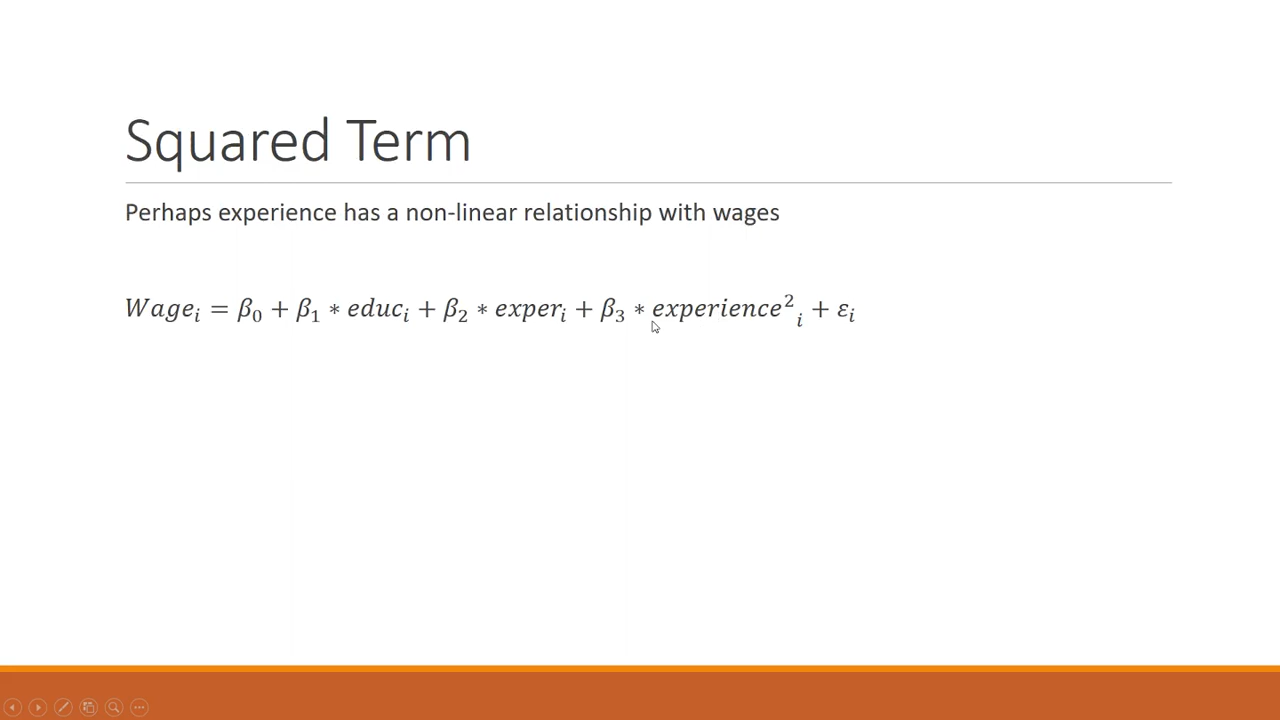 Squared Term
Perhaps experience has a non-linear relationship with wages
Wageᵢ = β₀ + β₁ * educᵢ + β₂ * experᵢ + β₃ * experience²ᵢ + εᵢ